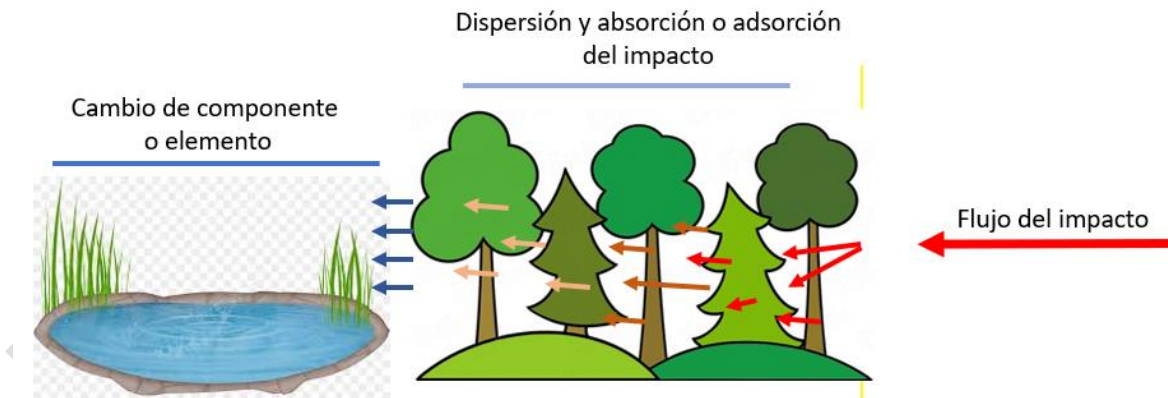 Dispersión y absorción o adsorción
del impacto
Cambio de componente
o elemento
Flujo del impacto